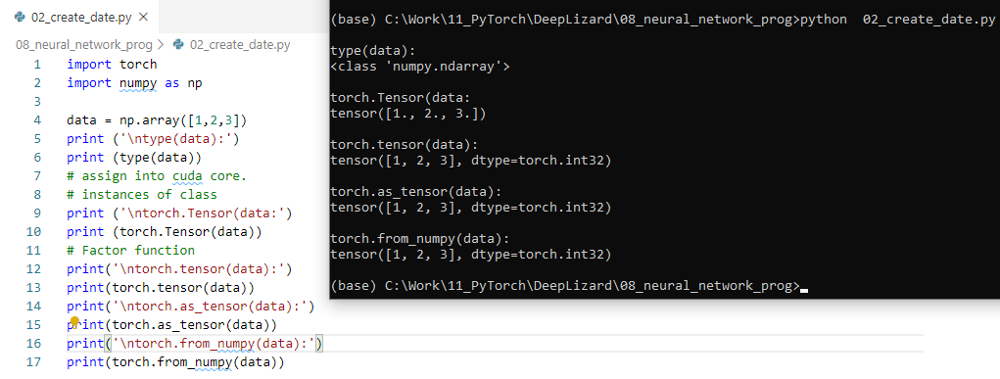 02_create_date.py ×
08_neural_network_prog > 02_create_date.py
1 import torch
2 import numpy as np
3
4 data = np.array([1,2,3])
5 print ('\ntype(data):')
6 print (type(data))
7 # assign into cuda core.
8 # instances of class
9 print ('\ntorch.Tensor(data:')
10 print (torch.Tensor(data))
11 # Factor function
12 print('\ntorch.tensor(data):')
13 print(torch.tensor(data))
14 print('\ntorch.as_tensor(data):')
15 print(torch.as_tensor(data))
16 print('\ntorch.from_numpy(data):')
17 print(torch.from_numpy(data))
(base) C:\Work\11_PyTorch\DeepLizard\08_neural_network_prog>python  02_create_date.py
type(data):
<class 'numpy.ndarray'>
torch.Tensor(data:
tensor([1., 2., 3.])
torch.tensor(data):
tensor([1, 2, 3], dtype=torch.int32)
torch.as_tensor(data):
tensor([1, 2, 3], dtype=torch.int32)
torch.from_numpy(data):
tensor([1, 2, 3], dtype=torch.int32)
(base) C:\Work\11_PyTorch\DeepLizard\08_neural_network_prog>